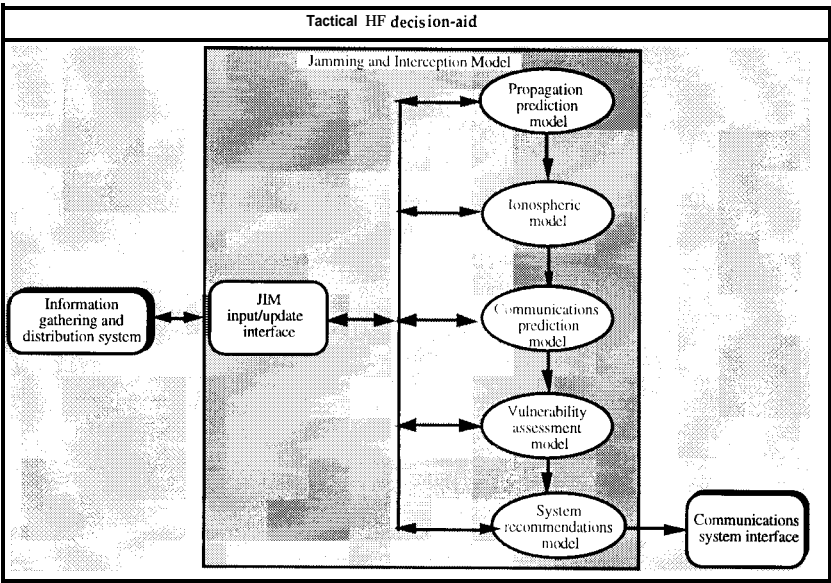 Tactical HF decision-aid
Jamming and Interception Model
Propagation
prediction
model
Ionospheric
model
Information
gathering and
distribution system
JIM
input/update
interface
Communications
prediction
model
Vulnerability
assessment
model
System
recommendations
model
Communications
system interface